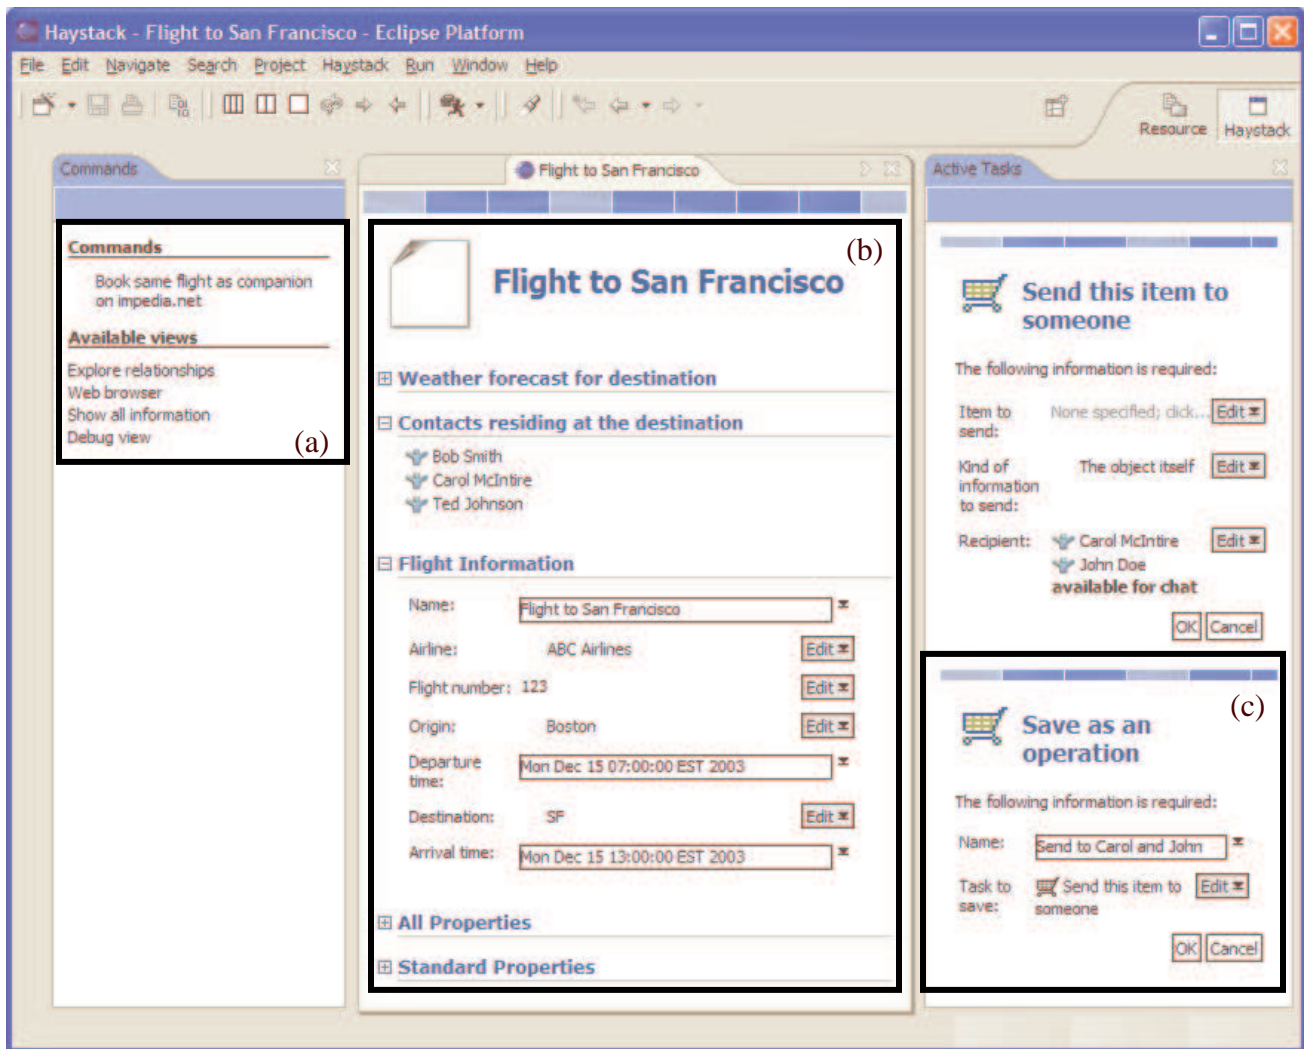 Haystack - Flight to San Francisco - Eclipse Platform
File Edit Navigate Search Project Haystack Run Window Help
Resource Haystack
Commands
Commands
Book same flight as companion
on impedia.net
Available views
Explore relationships
Web browser
Show all information
Debug view
(a)
Flight to San Francisco
(b)
Flight to San Francisco
Weather forecast for destination
Contacts residing at the destination
Bob Smith
Carol McIntire
Ted Johnson
Flight Information
Name: Flight to San Francisco
Airline: ABC Airlines Edit
Flight number: 123 Edit
Origin: Boston Edit
Departure
time: Mon Dec 15 07:00:00 EST 2003
Destination: SF Edit
Arrival time: Mon Dec 15 13:00:00 EST 2003
All Properties
Standard Properties
Active Tasks
Send this item to
someone
The following information is required:
Item to
send: None specified; click... Edit
Kind of
information
to send: The object itself Edit
Recipient: Carol McIntire Edit
John Doe
available for chat
OK Cancel
(c)
Save as an
operation
The following information is required:
Name: Send to Carol and John
Task to
save: Send this item to
someone Edit
OK Cancel